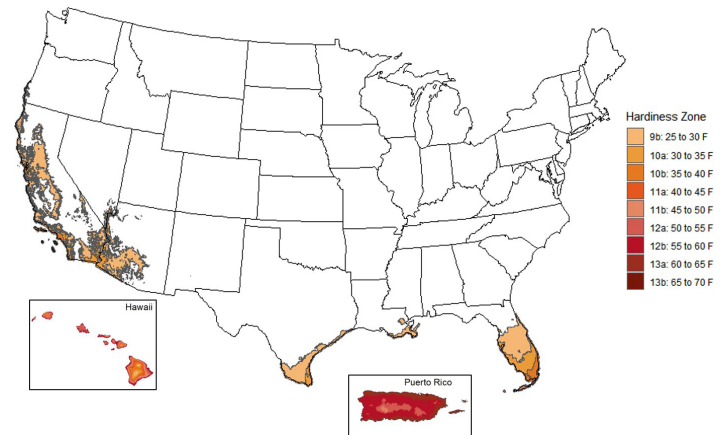 Hardiness Zone
9b: 25 to 30 F
10a: 30 to 35 F
10b: 35 to 40 F
11a: 40 to 45 F
11b: 45 to 50 F
12a: 50 to 55 F
12b: 55 to 60 F
13a: 60 to 65 F
13b: 65 to 70 F
Hawaii
Puerto Rico